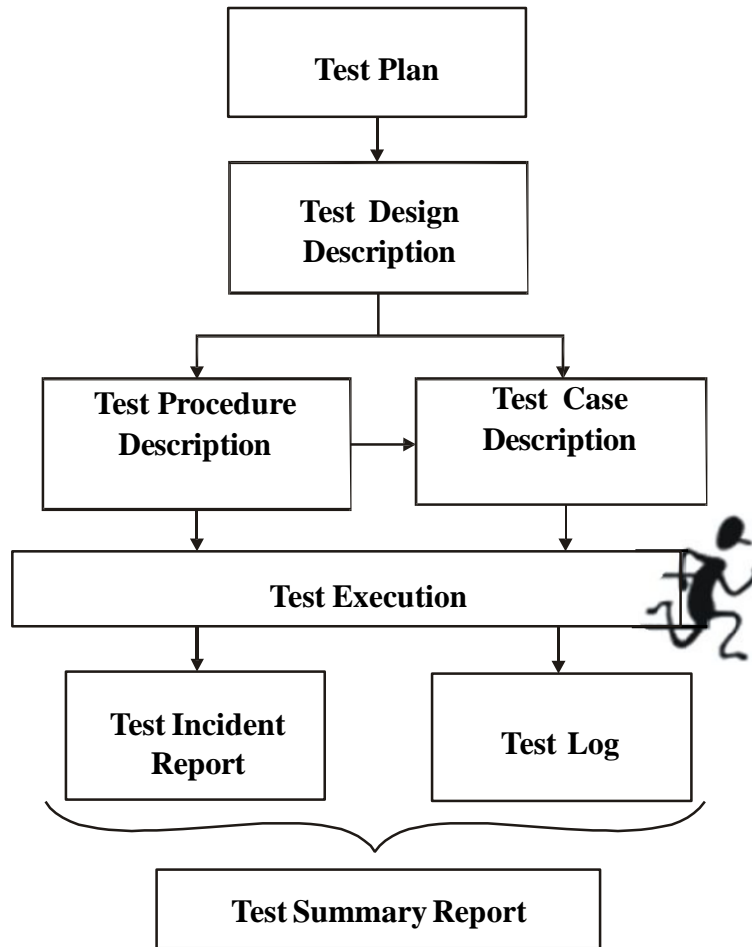 Test Plan
Test Design
Description
Test Procedure
Description
Test Case
Description
Test Execution
Test Incident
Report
Test Log
Test Summary Report